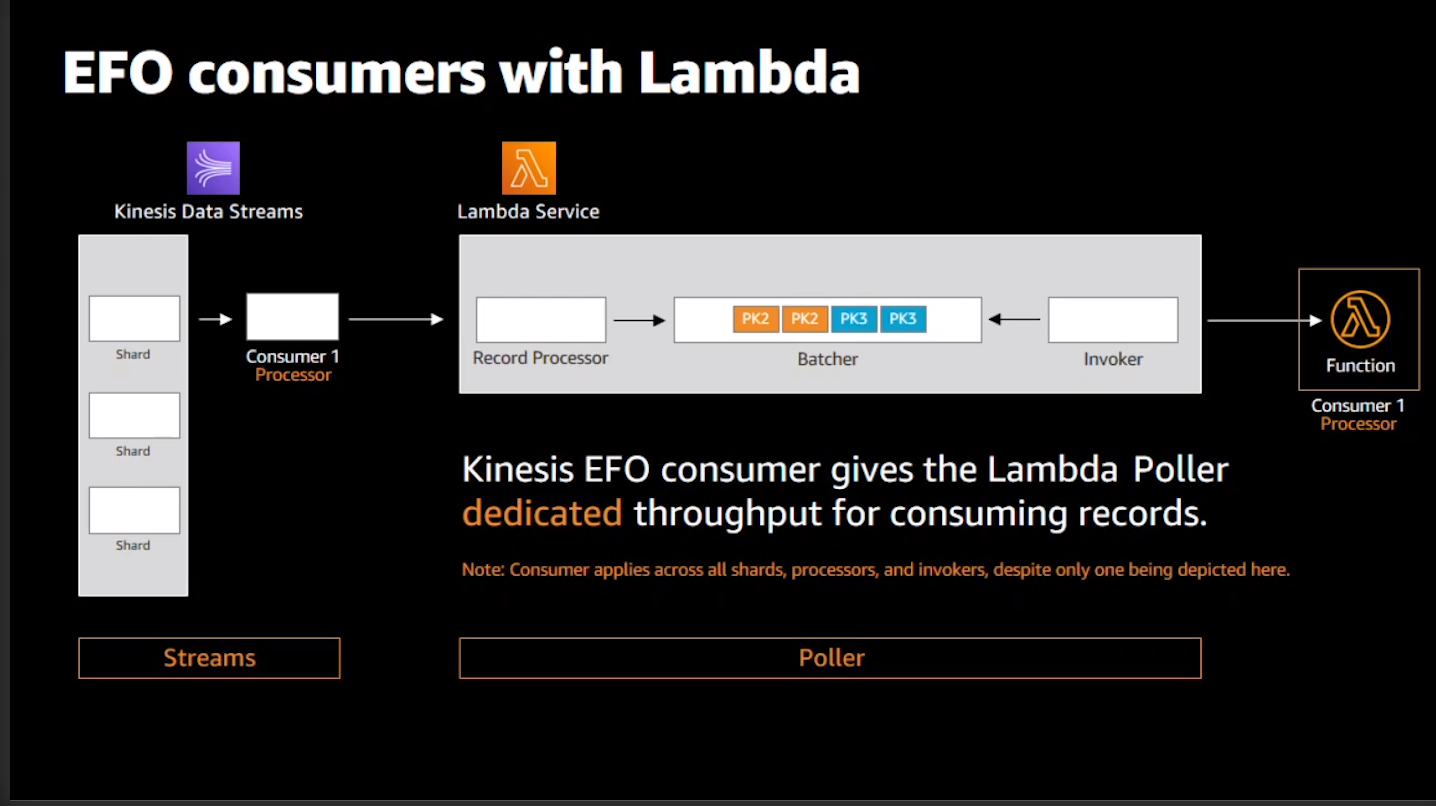 EFO consumers with Lambda
Kinesis Data Streams
Lambda Service
Shard
Consumer 1
Processor
Record Processor
PK2 PK2 PK3 PK3
Batcher
Invoker
Function
Consumer 1
Processor
Shard
Shard
Kinesis EFO consumer gives the Lambda Poller
dedicated throughput for consuming records.
Note: Consumer applies across all shards, processors, and invokers, despite only one being depicted here.
Streams
Poller